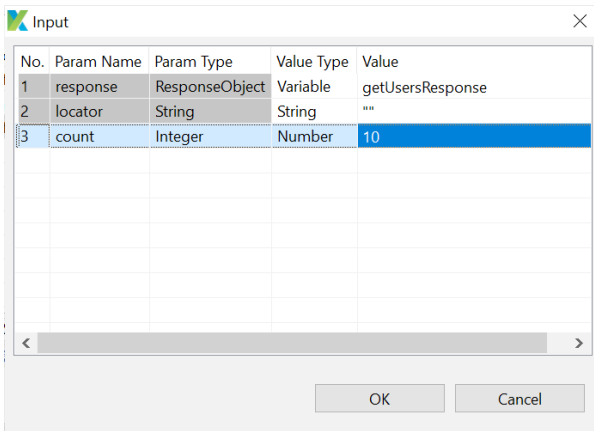 Input
No. Param Name Param Type Value Type Value
1 response ResponseObject Variable getUsersResponse
2 locator String String ""
3 count Integer Number 10
OK Cancel